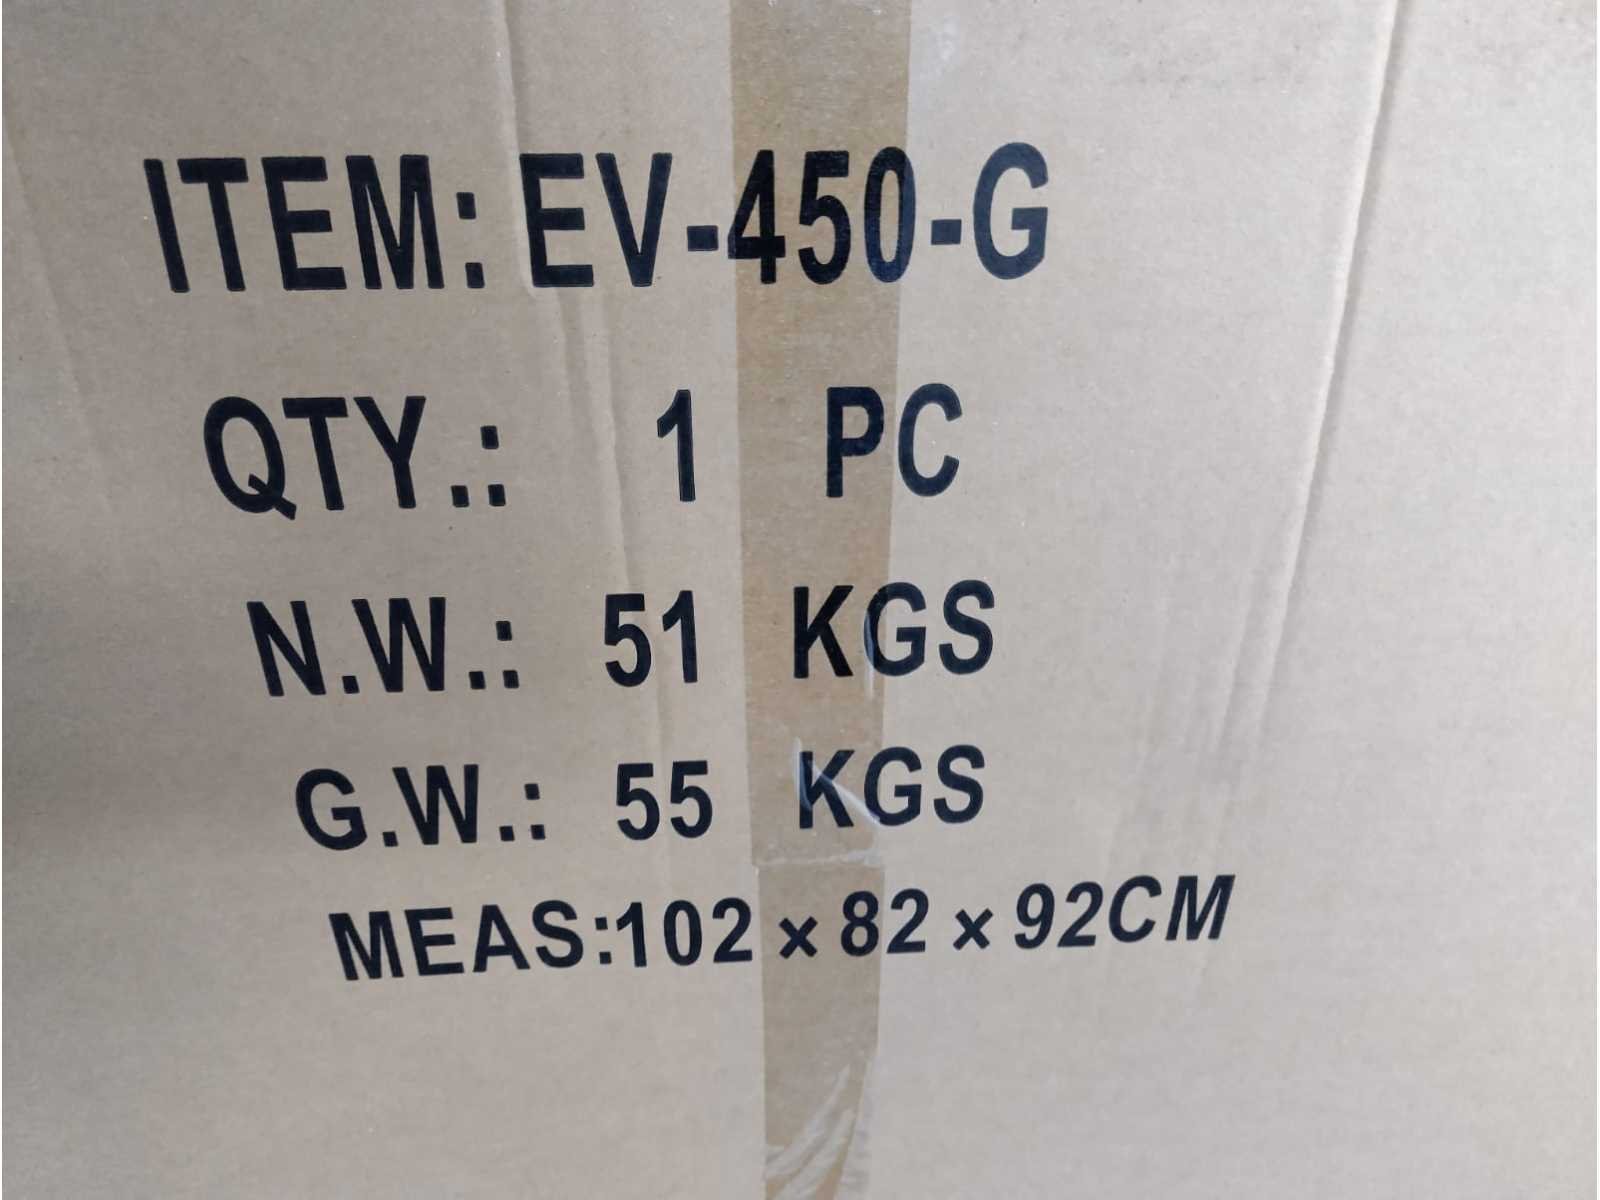 ITEM: EV-450-G
QTY.: 1 PC
N.W.: 51 KGS
G.W.: 55 KGS
MEAS:102 × 82 × 92CM